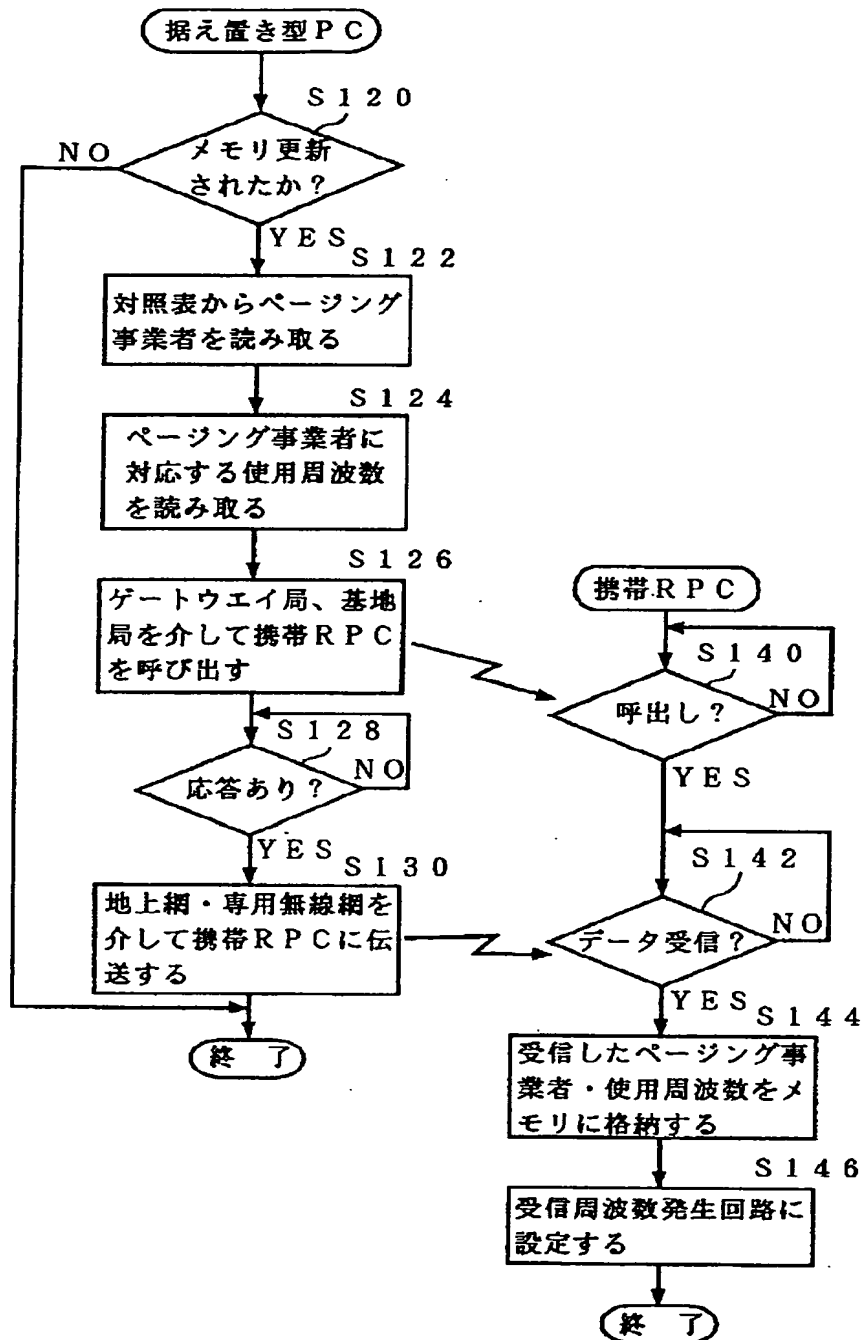 据え置き型PC
S120
メモリ更新
されたか?
NO
YES
S122
対照表からページング
事業者を読み取る
S124
ページング事業者に
対応する使用周波数
を読み取る
S126
ゲートウエイ局、基地
局を介して携帯RPC
を呼び出す
S128
応答あり?
NO
YES
S130
地上網・専用無線網を
介して携帯RPCに伝
送する
終 了
携帯RPC
S140
呼出し?
NO
YES
S142
データ受信?
NO
YES
S144
受信したページング事
業者・使用周波数をメ
モリに格納する
S146
受信周波数発生回路に
設定する
終 了